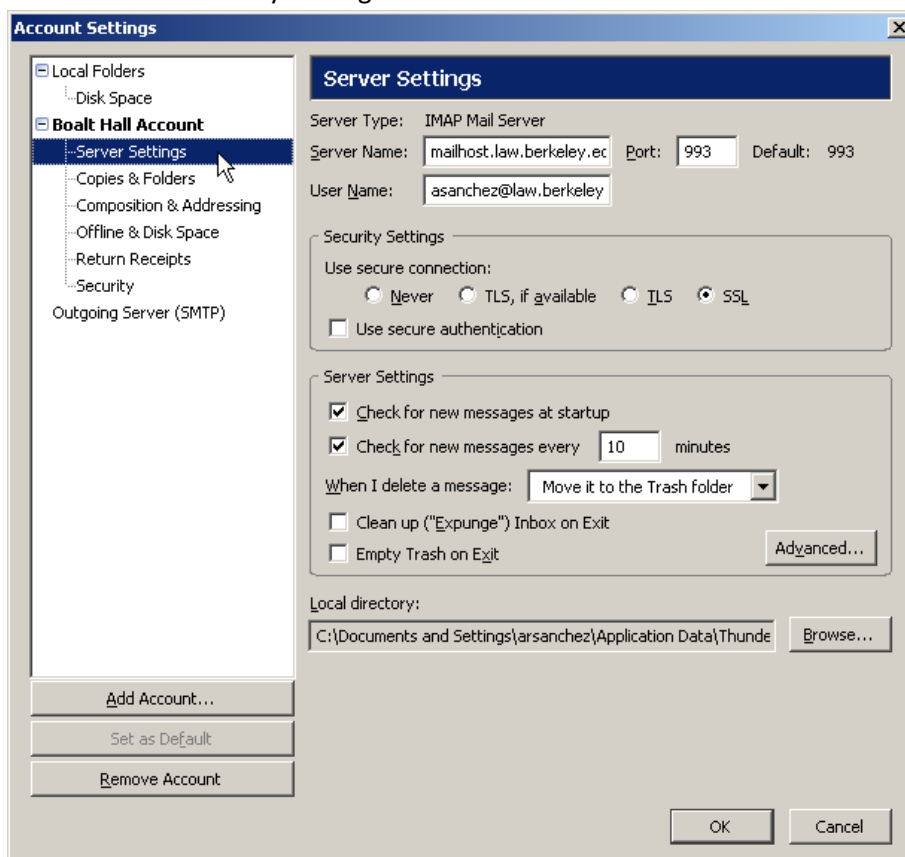 Account Settings
Local Folders
Disk Space
Boalt Hall Account
Server Settings
Copies & Folders
Composition & Addressing
Offline & Disk Space
Return Receipts
Security
Outgoing Server (SMTP)
Add Account...
Set as Default
Remove Account
Server Settings
Server Type: IMAP Mail Server
Server Name: mailhost.law.berkeley.ec Port: 993 Default: 993
User Name: asanchez@law.berkeley
Security Settings
Use secure connection:
Never TLS, if available TLS SSL
Use secure authentication
Server Settings
Check for new messages at startup
Check for new messages every 10 minutes
When I delete a message: Move it to the Trash folder
Clean up ("Expunge") Inbox on Exit
Empty Trash on Exit
Advanced...
Local directory:
C:\Documents and Settings\arsanchez\Application Data\Thunde Browse...
OK Cancel